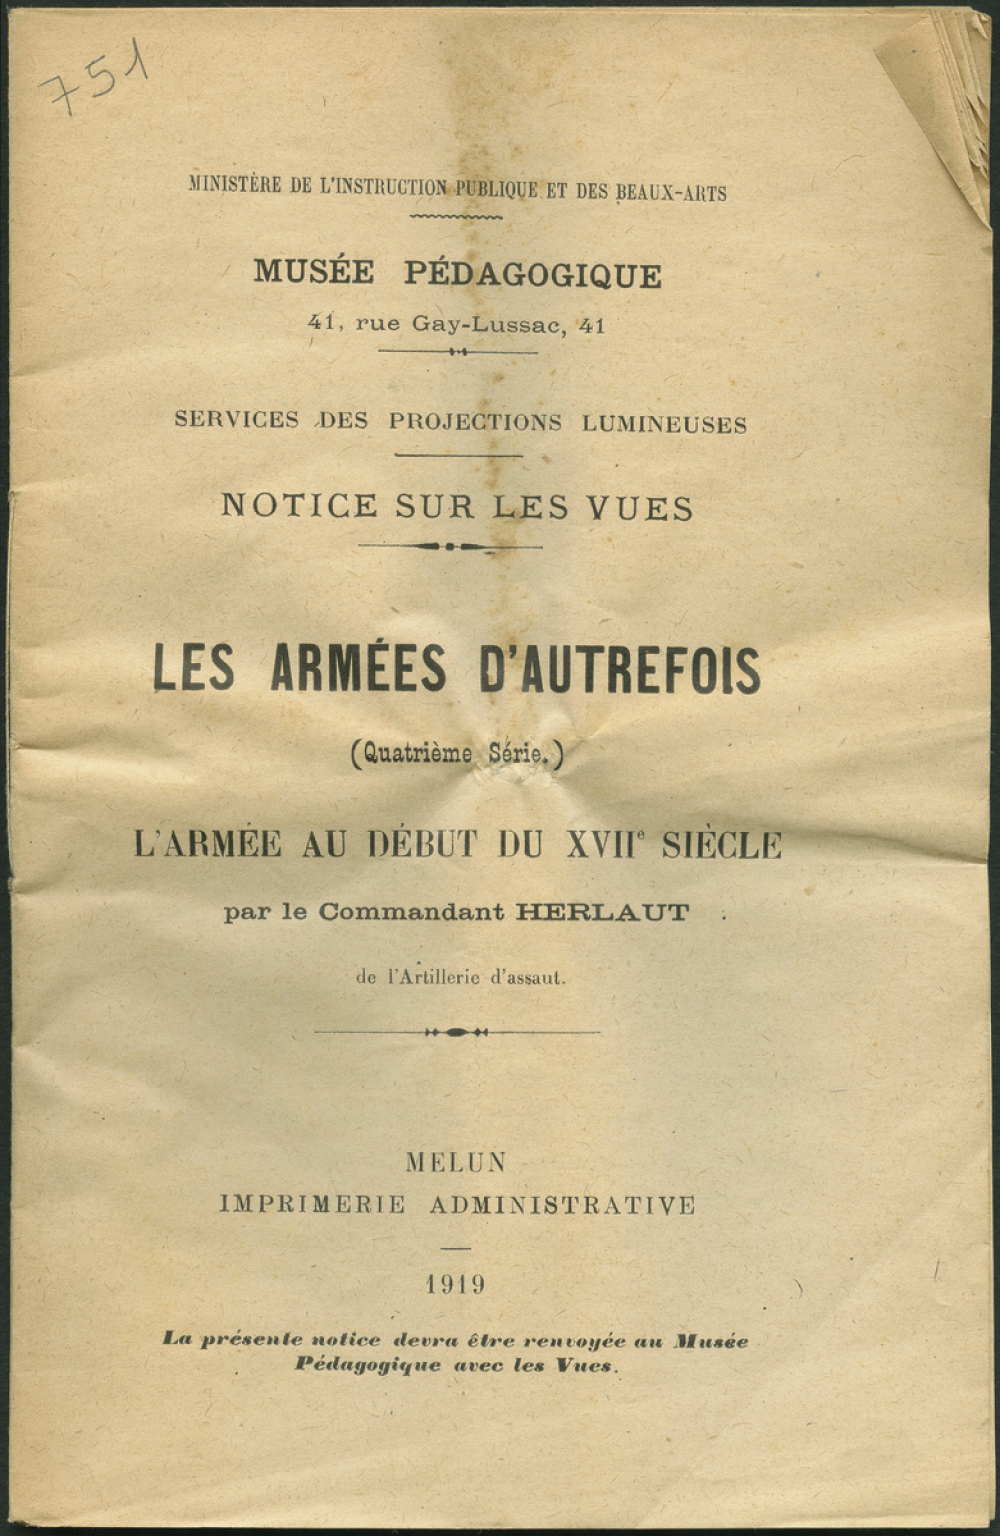 751
MINISTÈRE DE L'INSTRUCTION PUBLIQUE ET DES BEAUX-ARTS
MUSÉE PÉDAGOGIQUE
41, rue Gay-Lussac, 41
SERVICES DES PROJECTIONS LUMINEUSES
NOTICE SUR LES VUES
LES ARMÉES D'AUTREFOIS
(Quatrième Série.)
L'ARMÉE AU DÉBUT DU XVIIe SIÈCLE
par le Commandant HERLAUT
de l'Artillerie d'assaut.
MELUN
IMPRIMERIE ADMINISTRATIVE
1919
La présente notice devra être renvoyée au Musée
Pédagogique avec les Vues.